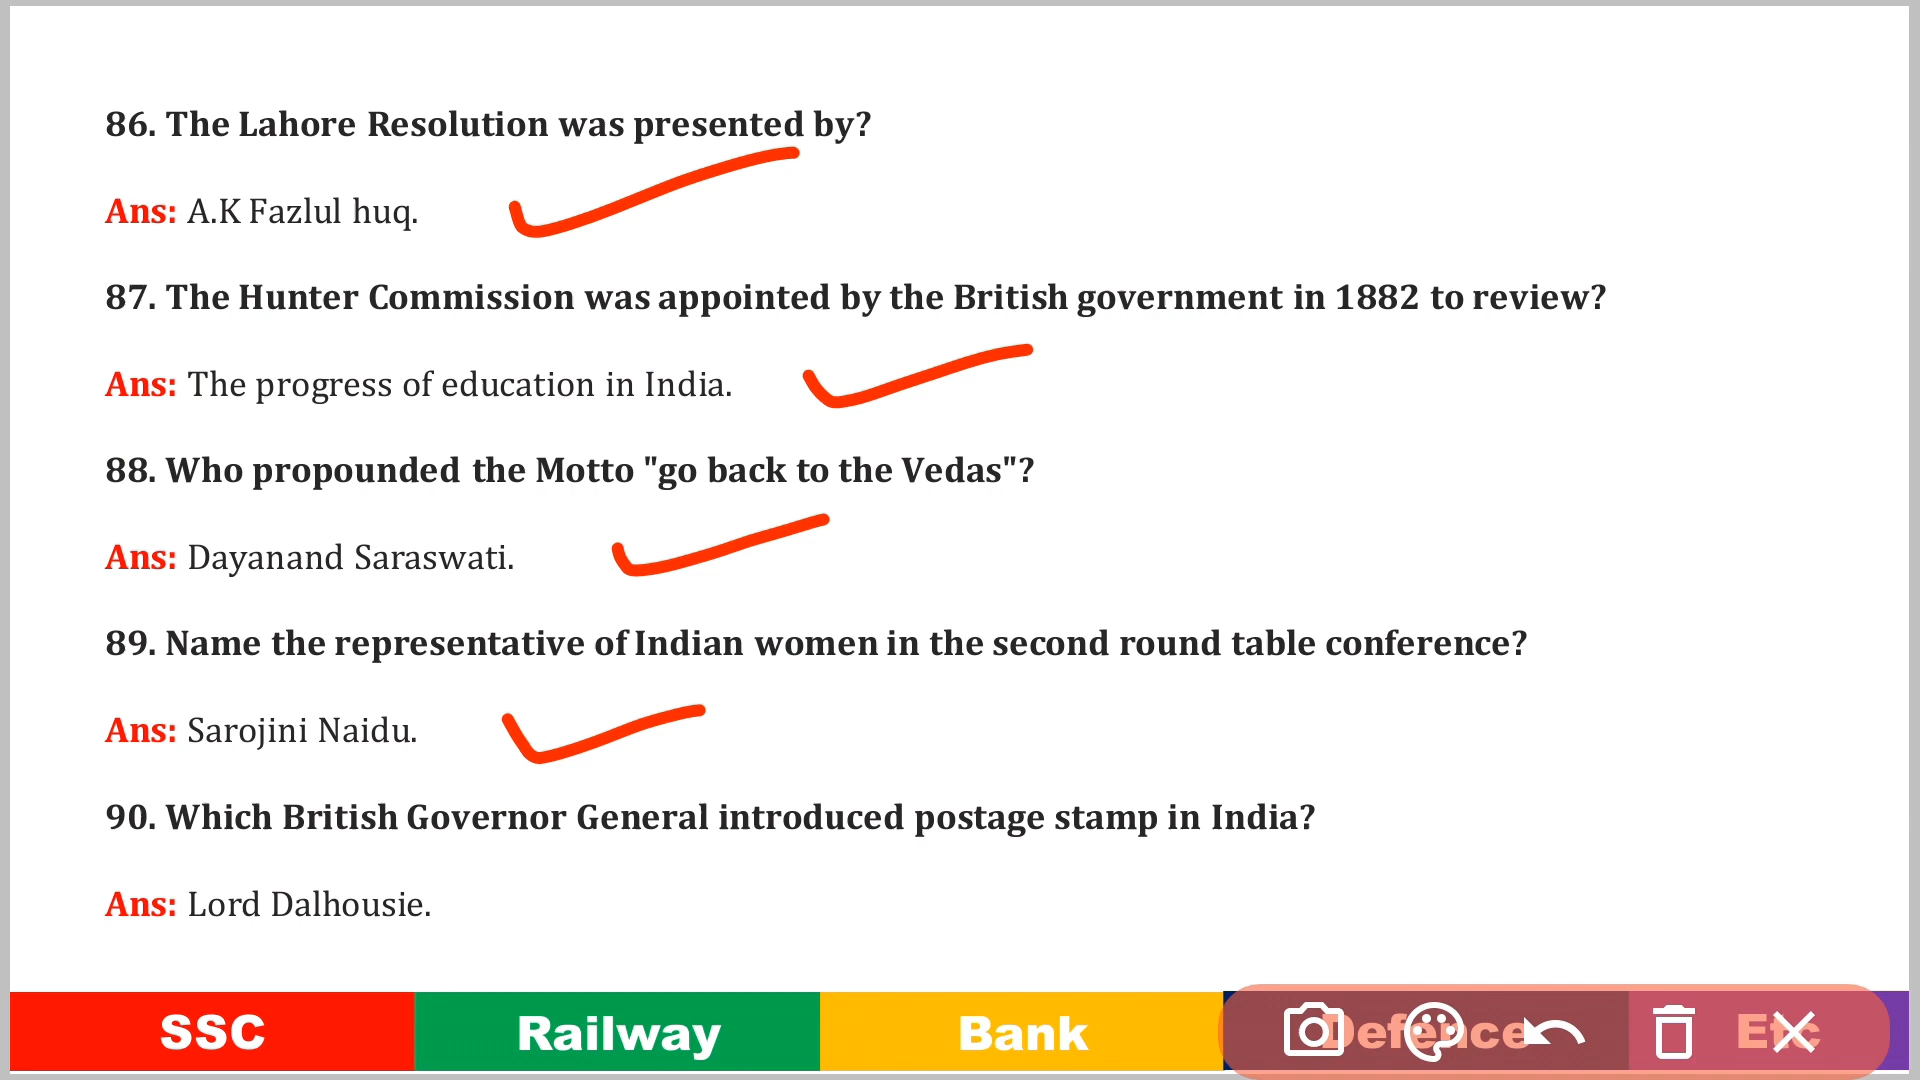 86. The Lahore Resolution was presented by?
Ans: A.K Fazlul huq.
87. The Hunter Commission was appointed by the British government in 1882 to review?
Ans: The progress of education in India.
88. Who propounded the Motto "go back to the Vedas"?
Ans: Dayanand Saraswati.
89. Name the representative of Indian women in the second round table conference?
Ans: Sarojini Naidu.
90. Which British Governor General introduced postage stamp in India?
Ans: Lord Dalhousie.
SSC Railway Bank Defence Etc